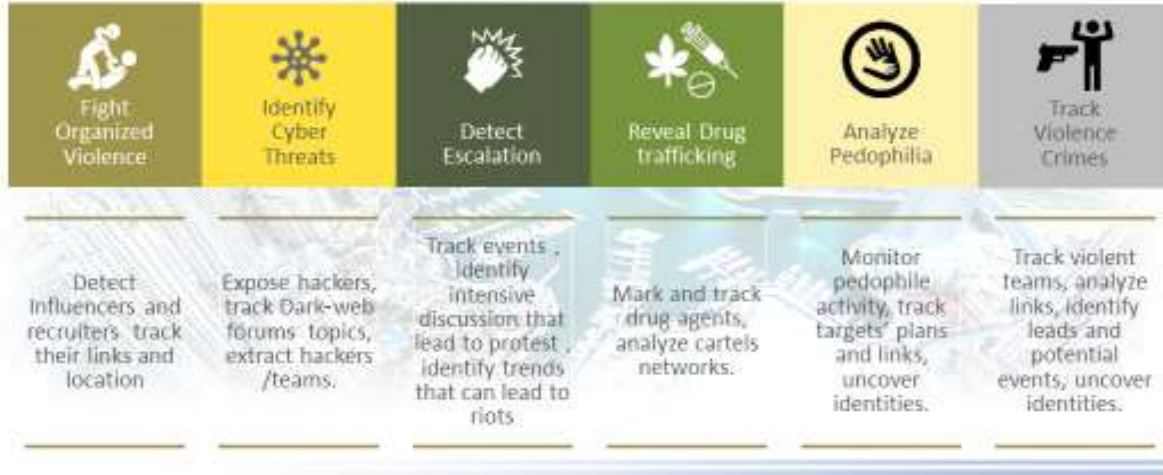 Fight
Organized
Violence
Identify
Cyber
Threats
Detect
Escalation
Reveal Drug
trafficking
Analyze
Pedophilia
Track
Violence
Crimes
Detect
Influencers and
recruiters track
their links and
location
Expose hackers,
track Dark-web
forums topics,
extract hackers
/teams.
Track events ,
identify
intensive
discussion that
lead to protest ,
identify trends
that can lead to
riots
Mark and track
drug agents,
analyze cartels
networks.
Monitor
pedophile
activity, track
targets' plans
and links,
uncover
identities.
Track violent
teams, analyze
links, identify
leads and
potential
events, uncover
identities.